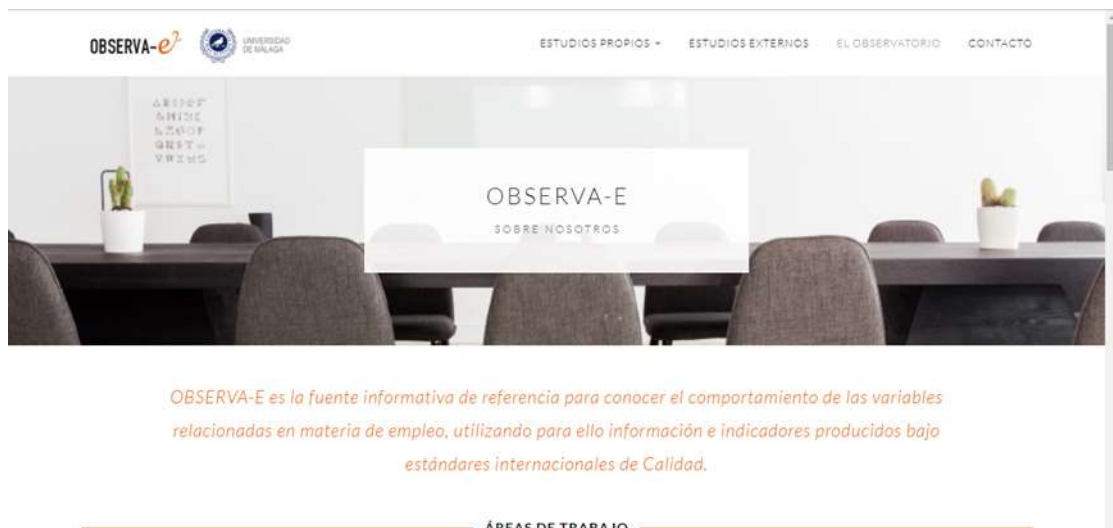 OBSERVA-e²
UNIVERSIDAD
DE MÁLAGA
ESTUDIOS PROPIOS
ESTUDIOS EXTERNOS
EL OBSERVATORIO
CONTACTO
OBSERVA-E
SOBRE NOSOTROS
OBSERVA-E es la fuente informativa de referencia para conocer el comportamiento de las variables
relacionadas en materia de empleo, utilizando para ello información e indicadores producidos bajo
estándares internacionales de Calidad.
ÁREAS DE TRABAJO